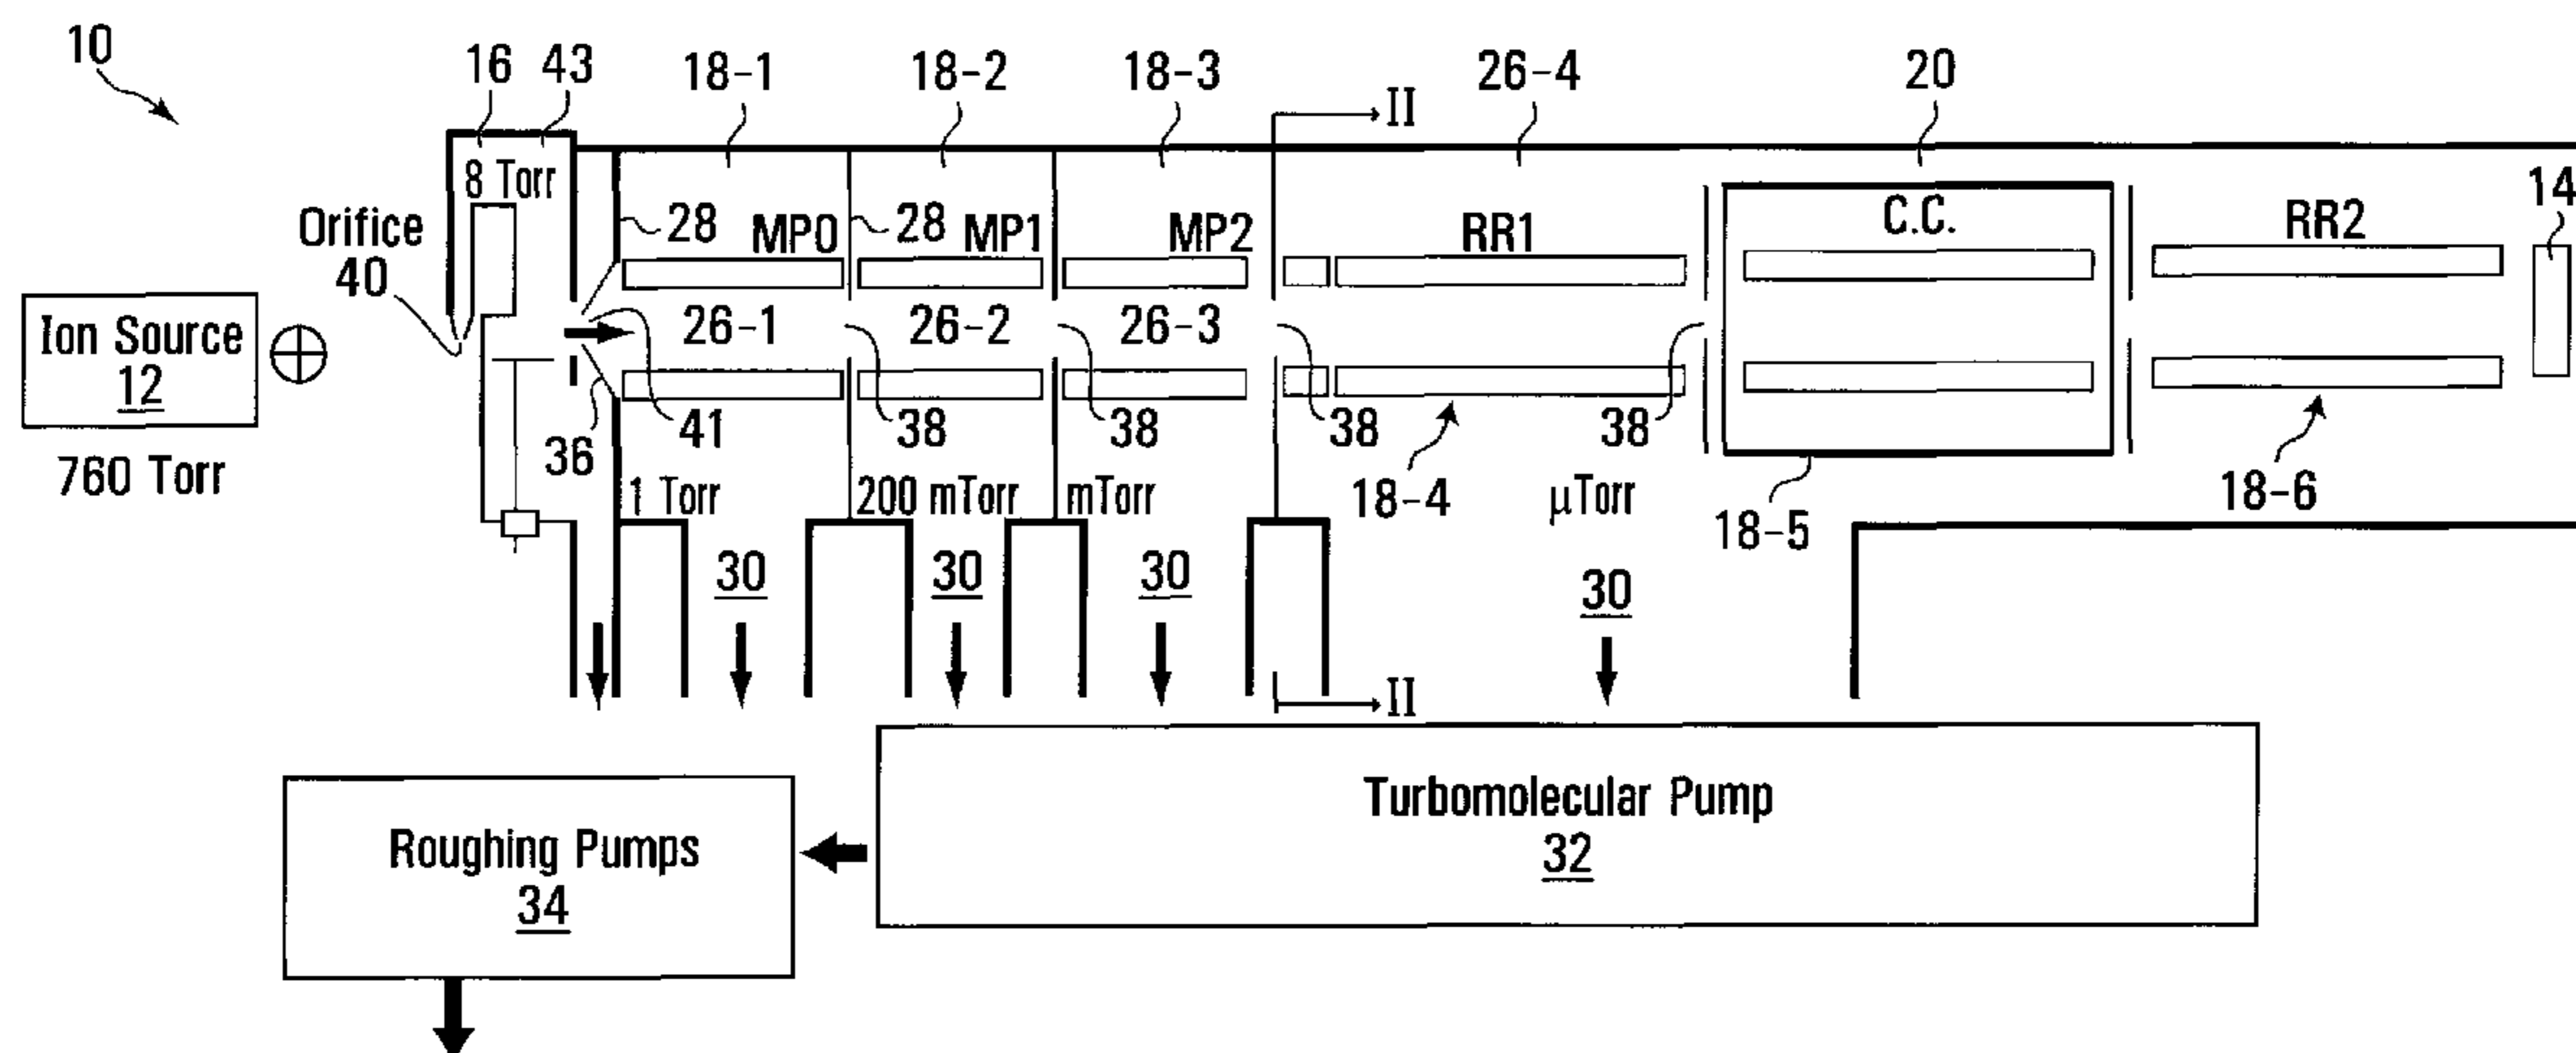 10
16 43
18-1
18-2
18-3
26-4
20
II
8 Torr
14
Orifice
40
28
MP0
28
MP1
MP2
RR1
C.C.
RR2
Ion Source
12
760 Torr
26-1
26-2
26-3
36
41
38
38
38
38
1 Torr
200 mTorr
mTorr
18-4
μTorr
18-5
18-6
30
30
30
30
II
Turbomolecular Pump
32
Roughing Pumps
34